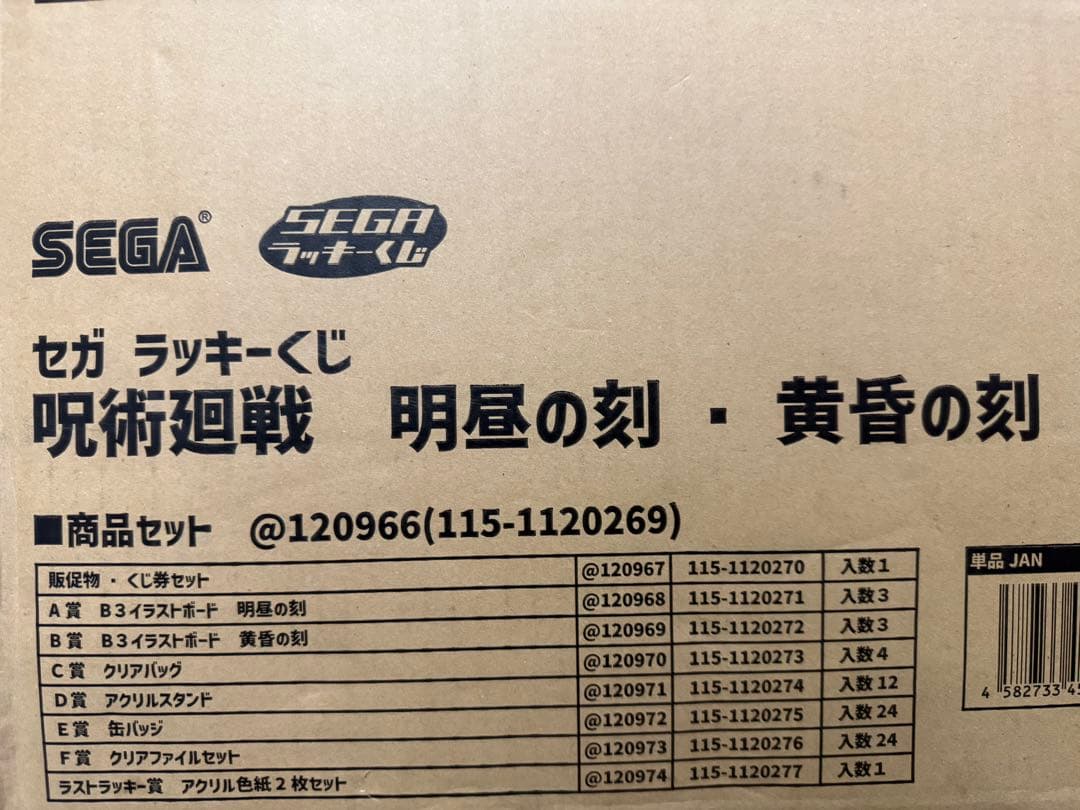 SEGA®
SEGA
ラッキーくじ
セガ ラッキーくじ
呪術廻戦 明昼の刻・黄昏の刻
■商品セット @120966(115-1120269)
販促物・くじ券セット @120967 115-1120270 入数1
A賞 B3イラストボード 明昼の刻 @120968 115-1120271 入数3
B賞 B3イラストボード 黄昏の刻 @120969 115-1120272 入数3
C賞 クリアバッグ @120970 115-1120273 入数4
D賞 アクリルスタンド @120971 115-1120274 入数12
E賞 缶バッジ @120972 115-1120275 入数24
F賞 クリアファイルセット @120973 115-1120276 入数24
ラストラッキー賞 アクリル色紙2枚セット @120974 115-1120277 入数1
単品 JAN
4 582733 45